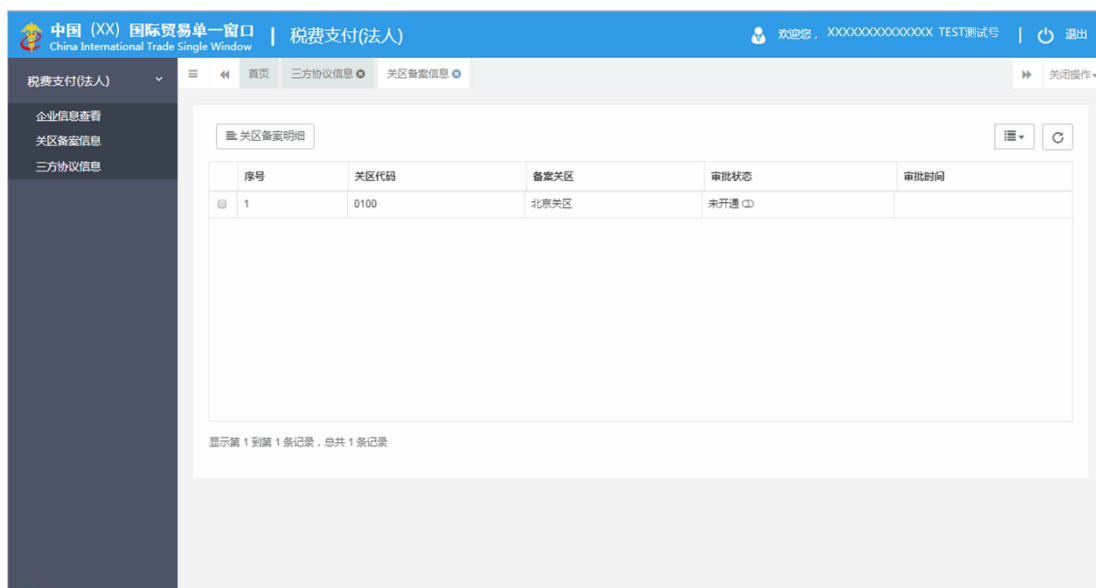 中国（XX）国际贸易单一窗口 | 税费支付(法人) 欢迎您， XXXXXXXXXXXXXX TEST测试号 | 退出
China International Trade Single Window
税费支付(法人) 首页 三方协议信息 关区备案信息 关闭操作
企业信息查看
关区备案信息
三方协议信息
关区备案明细
序号 关区代码 备案关区 审批状态 审批时间
1 0100 北京关区 未开通
显示第 1 到第 1 条记录，总共 1 条记录